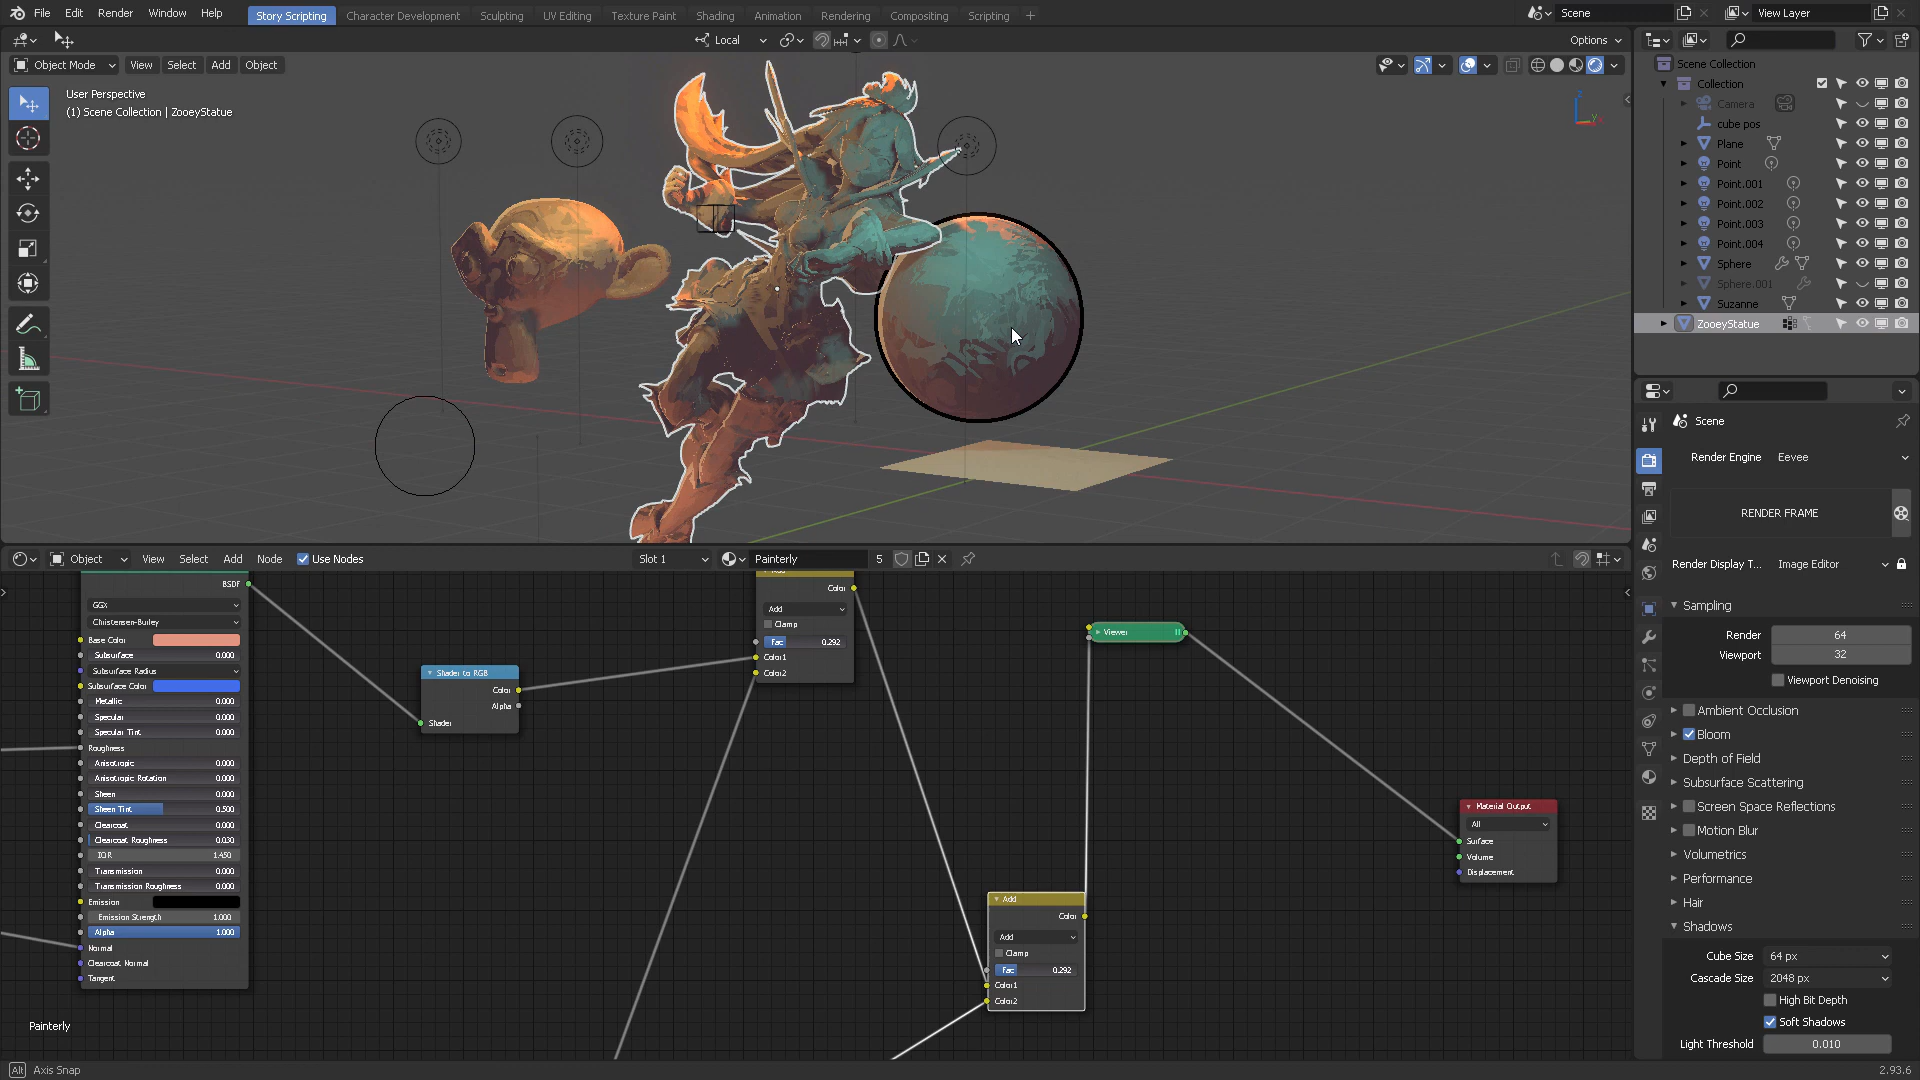 File Edit Render Window Help Story Scripting Character Development Sculpting UV Editing Texture Paint Shading Animation Rendering Compositing Scripting + Scene View Layer
Local Options
Object Mode View Select Add Object
User Perspective
(1) Scene Collection | ZooeyStatue
Scene Collection
Collection
Camera
cube pos
Plane
Point
Point.001
Point.002
Point.003
Point.004
Sphere
Sphere.001
Suzanne
ZooeyStatue
Scene
Render Engine Eevee
RENDER FRAME
Render Display T... Image Editor
Sampling
Render 64
Viewport 32
Viewport Denoising
Ambient Occlusion
Bloom
Depth of Field
Subsurface Scattering
Screen Space Reflections
Motion Blur
Volumetrics
Performance
Hair
Shadows
Cube Size 64 px
Cascade Size 2048 px
High Bit Depth
Soft Shadows
Light Threshold 0.010
Object View Select Add Node Use Nodes Slot 1 Painterly 5
BSDF
GGX
Christensen-Burley
Base Color
Subsurface 0.000
Subsurface Radius
Subsurface Color
Metallic 0.000
Specular 0.000
Specular Tint 0.000
Roughness
Anisotropic 0.000
Anisotropic Rotation 0.000
Sheen 0.000
Sheen Tint 0.500
Clearcoat 0.000
Clearcoat Roughness 0.030
IOR 1.450
Transmission 0.000
Transmission Roughness 0.000
Emission
Emission Strength 1.000
Alpha 1.000
Normal
Clearcoat Normal
Tangent
Shader to RGB
Color
Alpha
Shader
Color
Add
Clamp
Fac 0.292
Color1
Color2
Viewer
Add
Color
Add
Clamp
Fac 0.292
Color1
Color2
Material Output
All
Surface
Volume
Displacement
Painterly
Alt Axis Snap
2.93.6